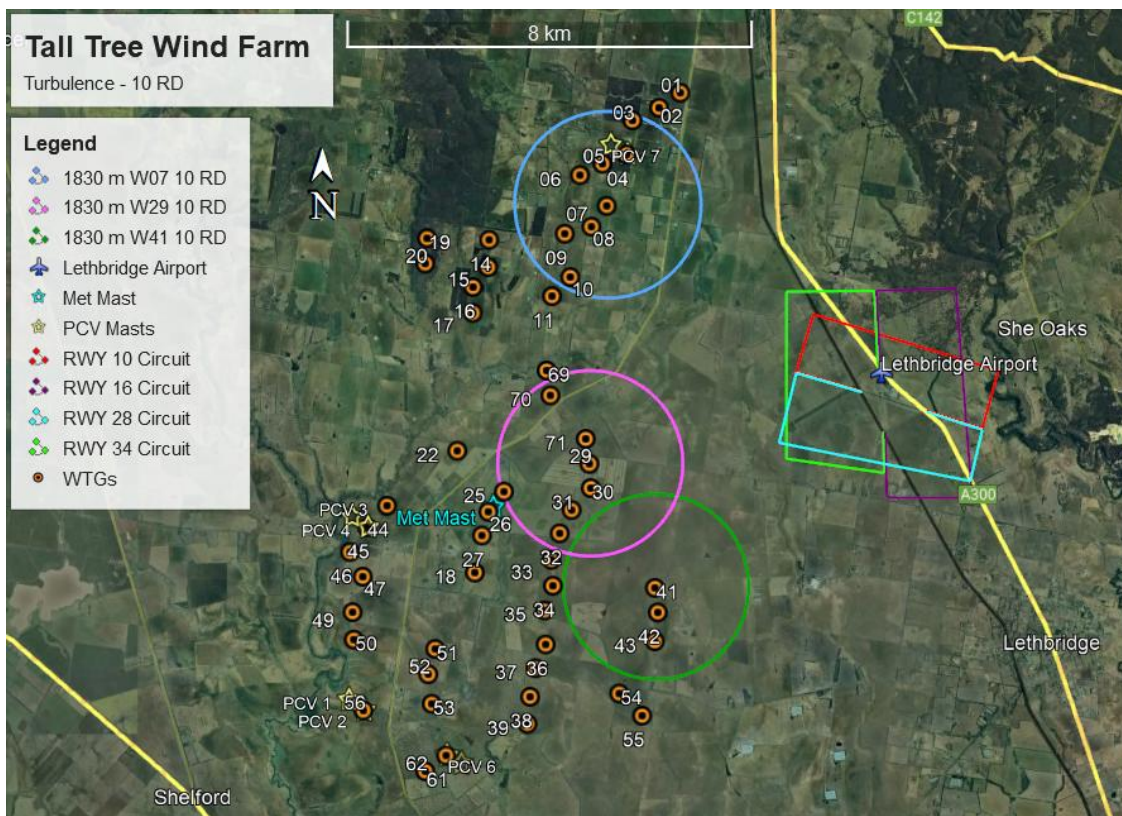 Tall Tree Wind Farm
Turbulence - 10 RD
8 km
C142
Legend
1830 m W07 10 RD
1830 m W29 10 RD
1830 m W41 10 RD
Lethbridge Airport
Met Mast
PCV Masts
RWY 10 Circuit
RWY 16 Circuit
RWY 28 Circuit
RWY 34 Circuit
WTGs
N
01
02
03
05
PCV 7
04
06
07
08
09
10
11
19
20
14
15
16
17
69
70
71
22
29
30
25
31
Met Mast
26
PCV 3
PCV 4
44
45
27
32
33
18
46
47
41
49
34
35
50
42
43
51
36
37
52
54
PCV 1
56
PCV 2
53
38
39
55
62
PCV 6
61
She Oaks
Lethbridge Airport
A300
Lethbridge
Shelford